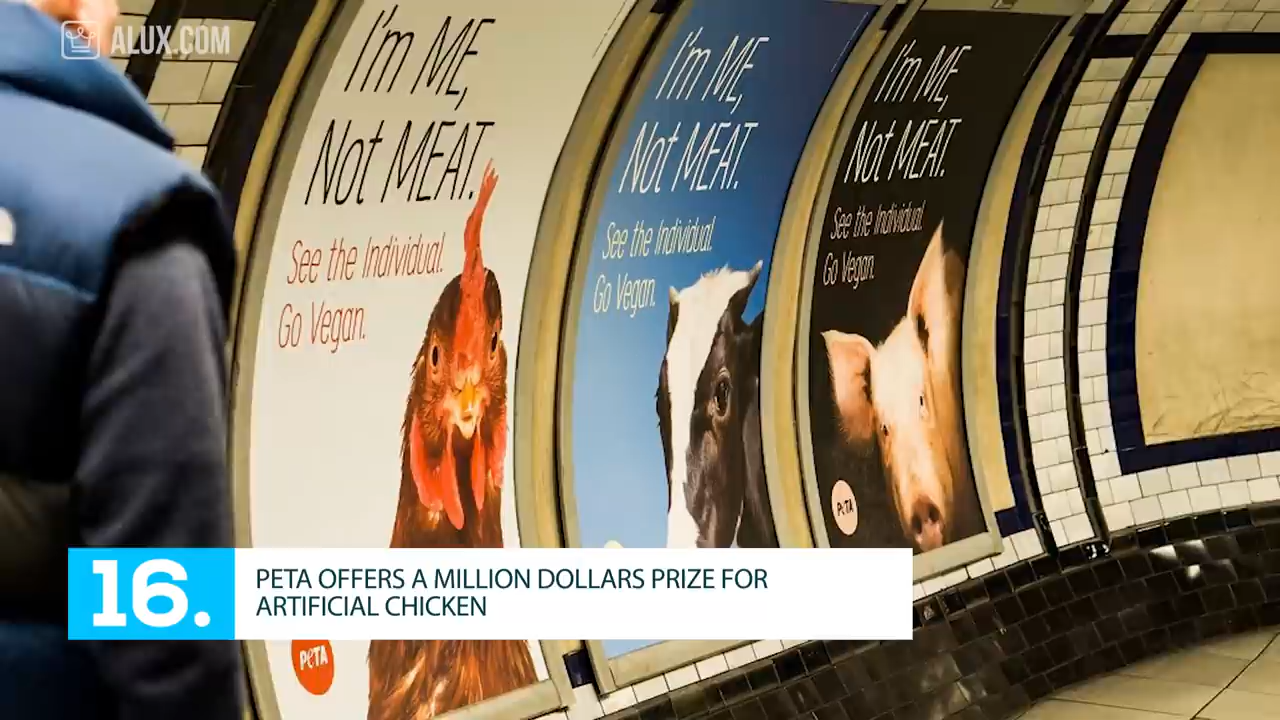 ALUX.COM
I'm ME,
Not MEAT.
See the Individual.
Go Vegan.
PeTA
I'm ME,
Not MEAT.
See the Individual.
Go Vegan.
I'm ME,
Not MEAT.
See the Individual.
Go Vegan.
PeTA
16.
PETA OFFERS A MILLION DOLLARS PRIZE FOR
ARTIFICIAL CHICKEN